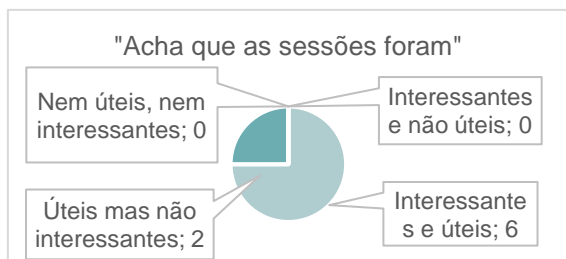 "Acha que as sessões foram"
Nem úteis, nem
interessantes; 0
Interessantes
e não úteis; 0
Úteis mas não
interessantes; 2
Interessante
s e úteis; 6